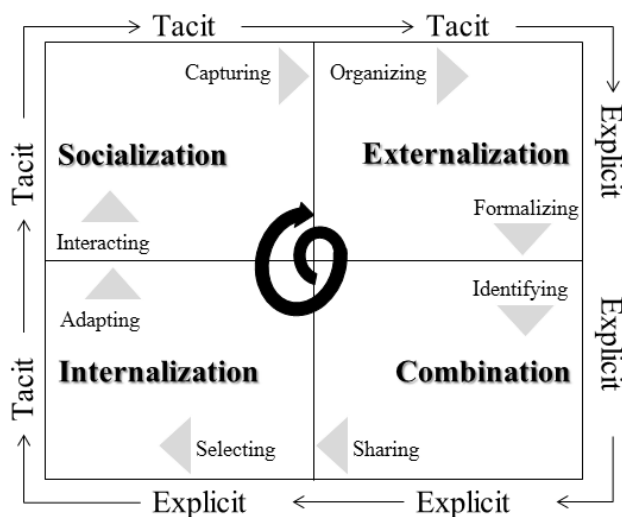 Tacit
Tacit
Capturing
Organizing
Tacit
Socialization
Externalization
Explicit
Formalizing
Interacting
Identifying
Adapting
Explicit
Tacit
Internalization
Combination
Selecting
Sharing
Explicit
Explicit